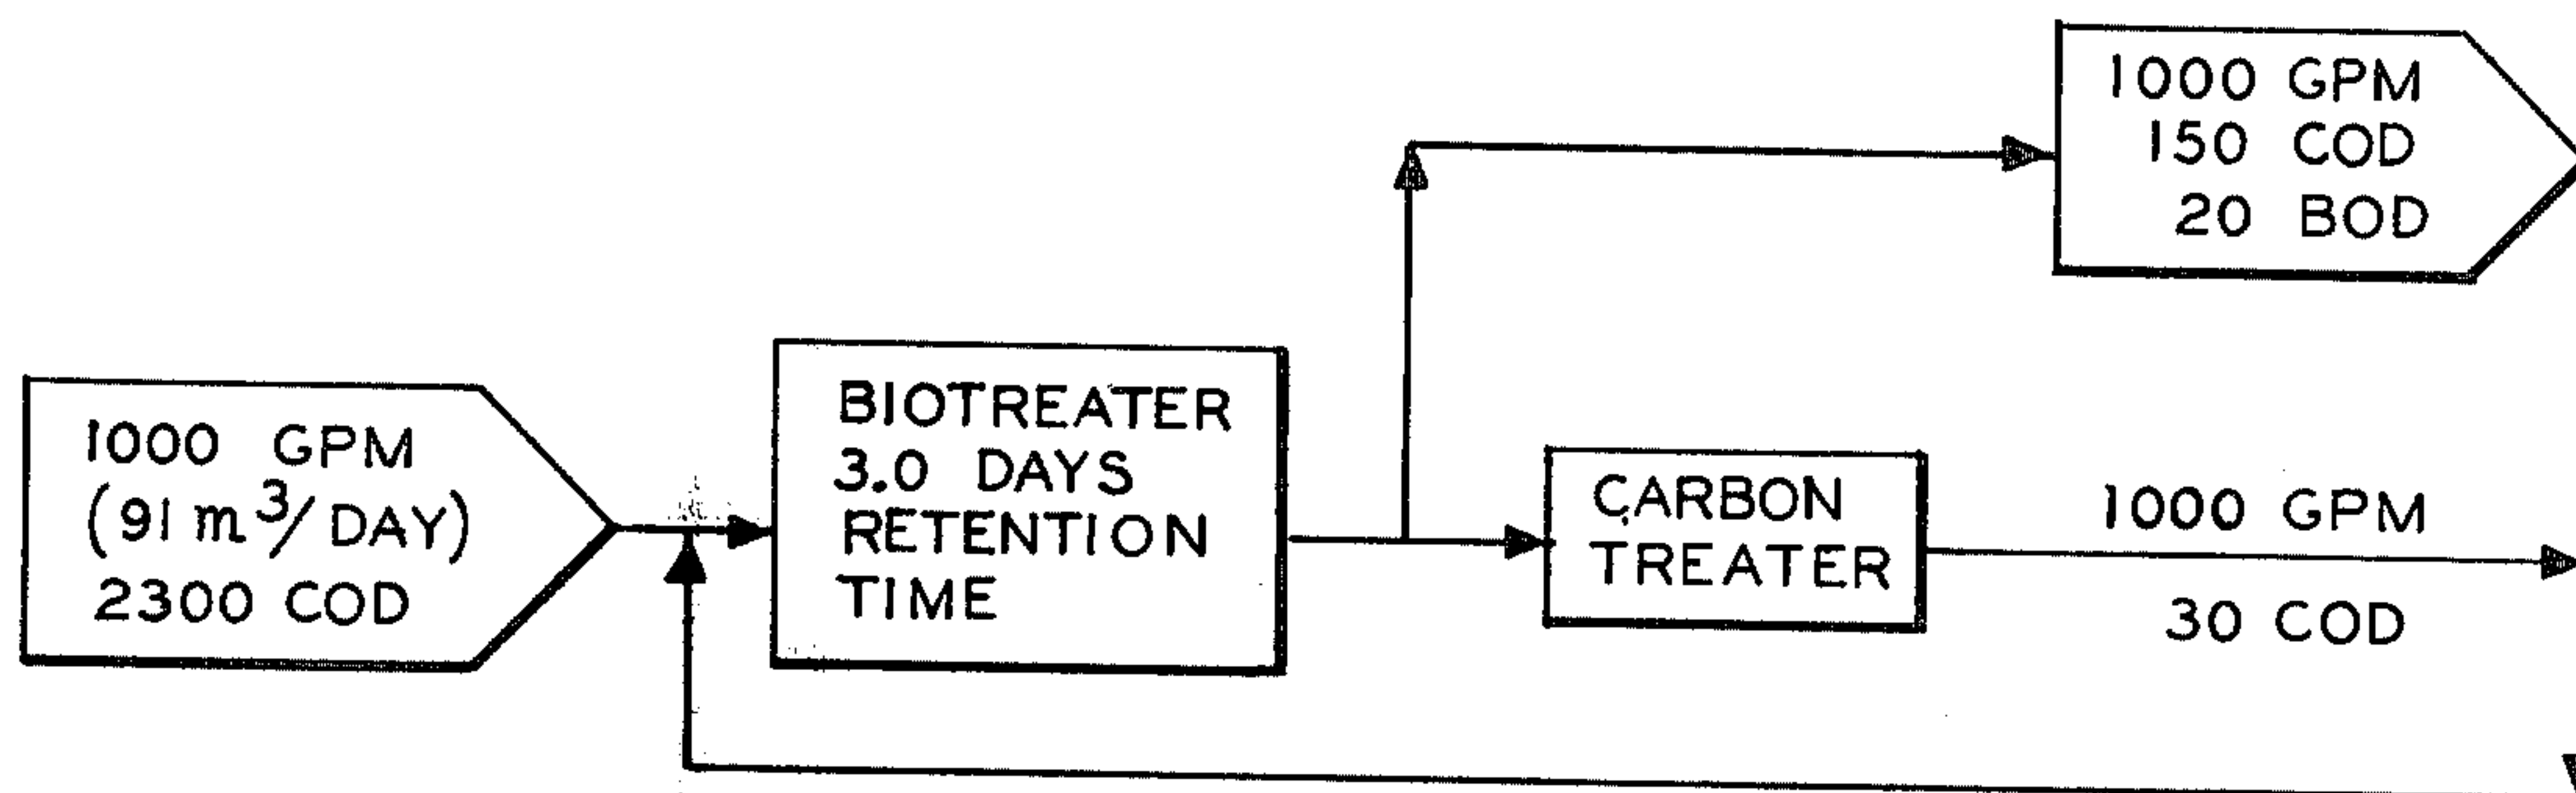 1000 GPM
150 COD
20 BOD
1000 GPM
(91 m³/DAY)
2300 COD
BIOTREATER
3.0 DAYS
RETENTION
TIME
CARBON
TREATER
1000 GPM
30 COD